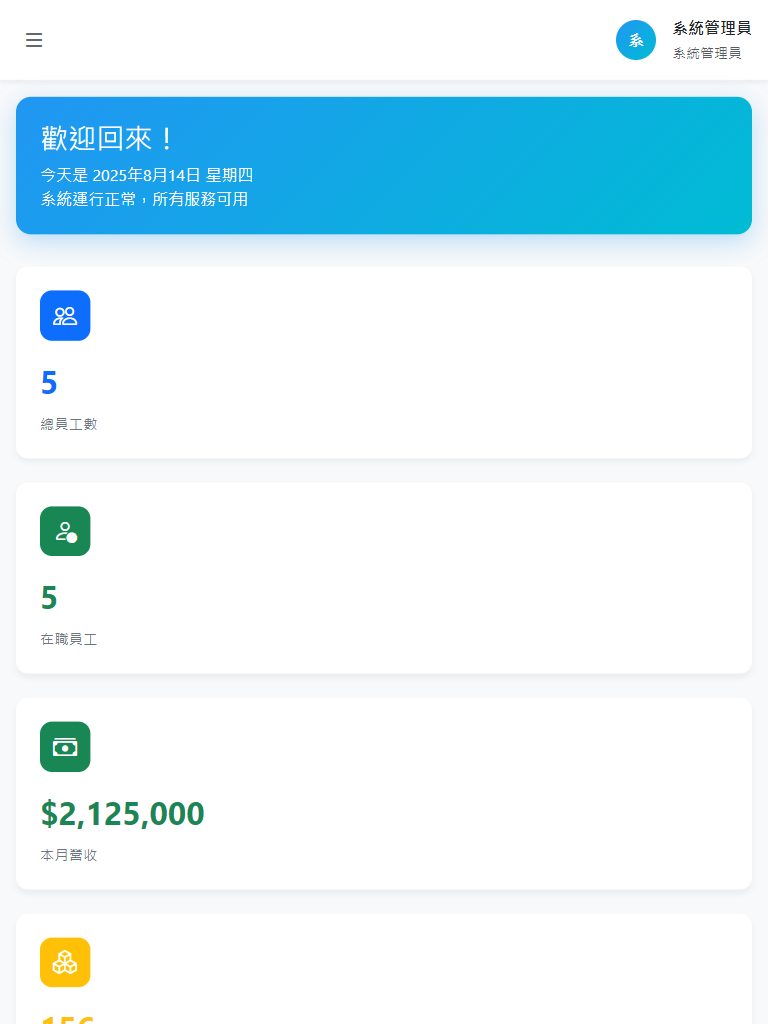 系
系統管理員
系統管理員
歡迎回來！
今天是 2025年8月14日 星期四
系統運行正常，所有服務可用
5
總員工數
5
在職員工
$2,125,000
本月營收